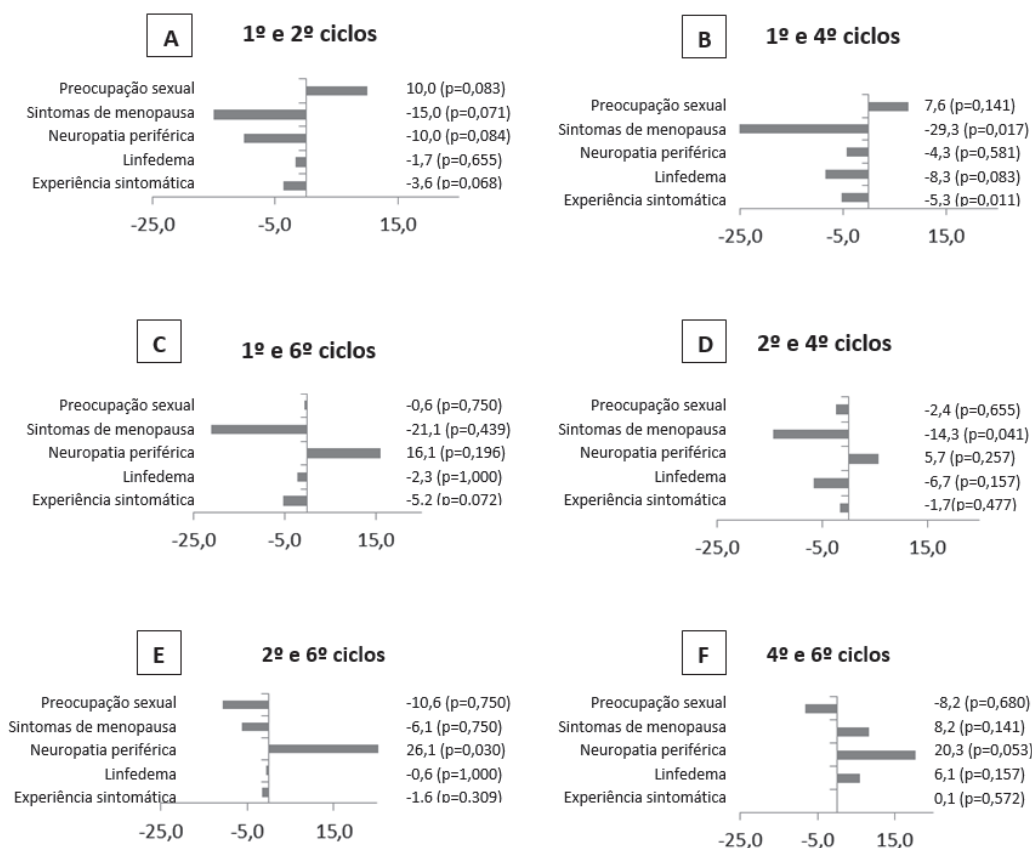 A
1º e 2º ciclos
Preocupação sexual 10,0 (p=0,083)
Sintomas de menopausa -15,0 (p=0,071)
Neuropatia periférica -10,0 (p=0,084)
Linfedema -1,7 (p=0,655)
Experiência sintomática -3,6 (p=0,068)
-25,0 -5,0 15,0
B
1º e 4º ciclos
Preocupação sexual 7,6 (p=0,141)
Sintomas de menopausa -29,3 (p=0,017)
Neuropatia periférica -4,3 (p=0,581)
Linfedema -8,3 (p=0,083)
Experiência sintomática -5,3 (p=0,011)
-25,0 -5,0 15,0
C
1º e 6º ciclos
Preocupação sexual -0,6 (p=0,750)
Sintomas de menopausa -21,1 (p=0,439)
Neuropatia periférica 16,1 (p=0,196)
Linfedema -2,3 (p=1,000)
Experiência sintomática -5,2 (p=0.072)
-25,0 -5,0 15,0
D
2º e 4º ciclos
Preocupação sexual -2,4 (p=0,655)
Sintomas de menopausa -14,3 (p=0,041)
Neuropatia periférica 5,7 (p=0,257)
Linfedema -6,7 (p=0,157)
Experiência sintomática -1,7(p=0,477)
-25,0 -5,0 15,0
E
2º e 6º ciclos
Preocupação sexual -10,6 (p=0,750)
Sintomas de menopausa -6,1 (p=0,750)
Neuropatia periférica 26,1 (p=0,030)
Linfedema -0,6 (p=1,000)
Experiência sintomática -1.6 (p=0.309)
-25,0 -5,0 15,0
F
4º e 6º ciclos
Preocupação sexual -8,2 (p=0,680)
Sintomas de menopausa 8,2 (p=0,141)
Neuropatia periférica 20,3 (p=0,053)
Linfedema 6,1 (p=0,157)
Experiência sintomática 0,1 (p=0,572)
-25,0 -5,0 15,0